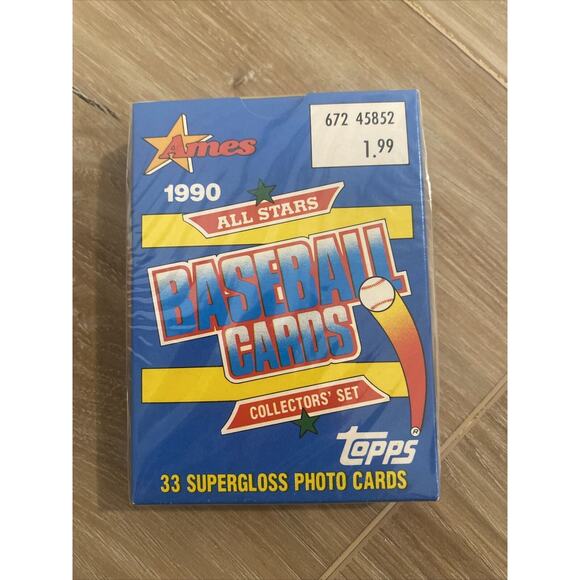 672 45852
1.99
Ames
1990
ALL STARS
BASEBALL
CARDS
COLLECTORS' SET
TOPPS®
33 SUPERGLOSS PHOTO CARDS